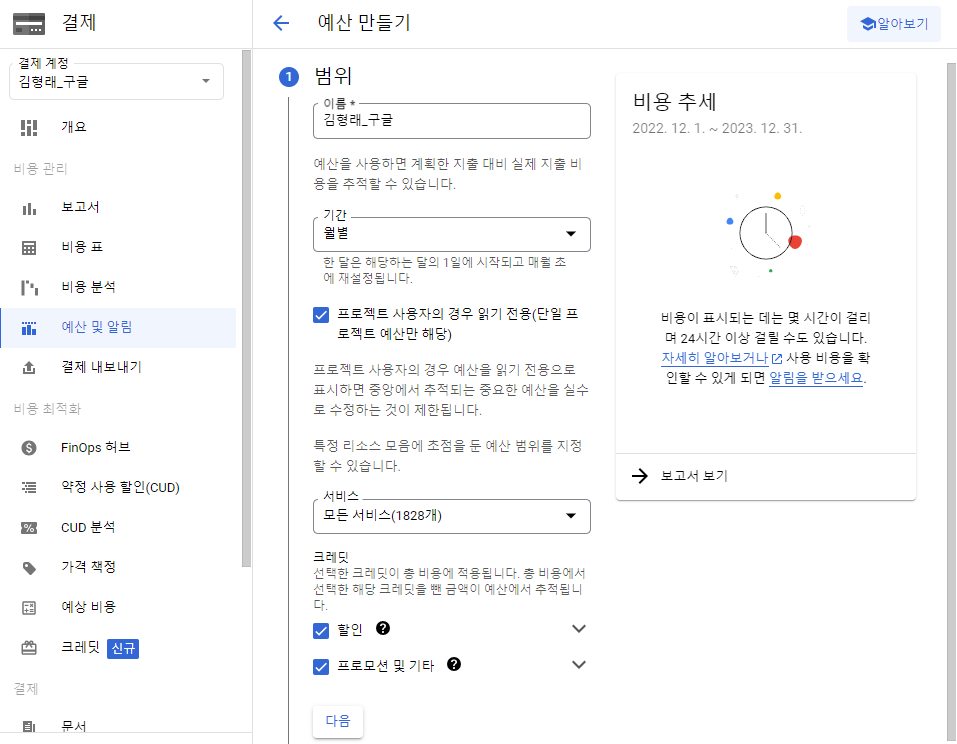 결제
예산 만들기
알아보기
결제 계정
김형래_구글
개요
비용 관리
보고서
비용 표
비용 분석
예산 및 알림
결제 내보내기
비용 최적화
FinOps 허브
약정 사용 할인(CUD)
CUD 분석
가격 책정
예상 비용
크레딧 신규
결제
문서
1 범위
이름 *
김형래_구글
예산을 사용하면 계획한 지출 대비 실제 지출 비
용을 추적할 수 있습니다.
기간
월별
한 달은 해당하는 달의 1일에 시작되고 매월 초
에 재설정됩니다.
프로젝트 사용자의 경우 읽기 전용(단일 프
로젝트 예산만 해당)
프로젝트 사용자의 경우 예산을 읽기 전용으로
표시하면 중앙에서 추적되는 중요한 예산을 실수
로 수정하는 것이 제한됩니다.
특정 리소스 모음에 초점을 둔 예산 범위를 지정
할 수 있습니다.
서비스
모든 서비스(1828개)
크레딧
선택한 크레딧이 총 비용에 적용됩니다. 총 비용에서
선택한 해당 크레딧을 뺀 금액이 예산에서 추적됩니
다.
할인
프로모션 및 기타
다음
비용 추세
2022. 12. 1. ~ 2023. 12. 31.
비용이 표시되는 데는 몇 시간이 걸리
며 24시간 이상 걸릴 수도 있습니다.
자세히 알아보거나 사용 비용을 확
인할 수 있게 되면 알림을 받으세요.
보고서 보기